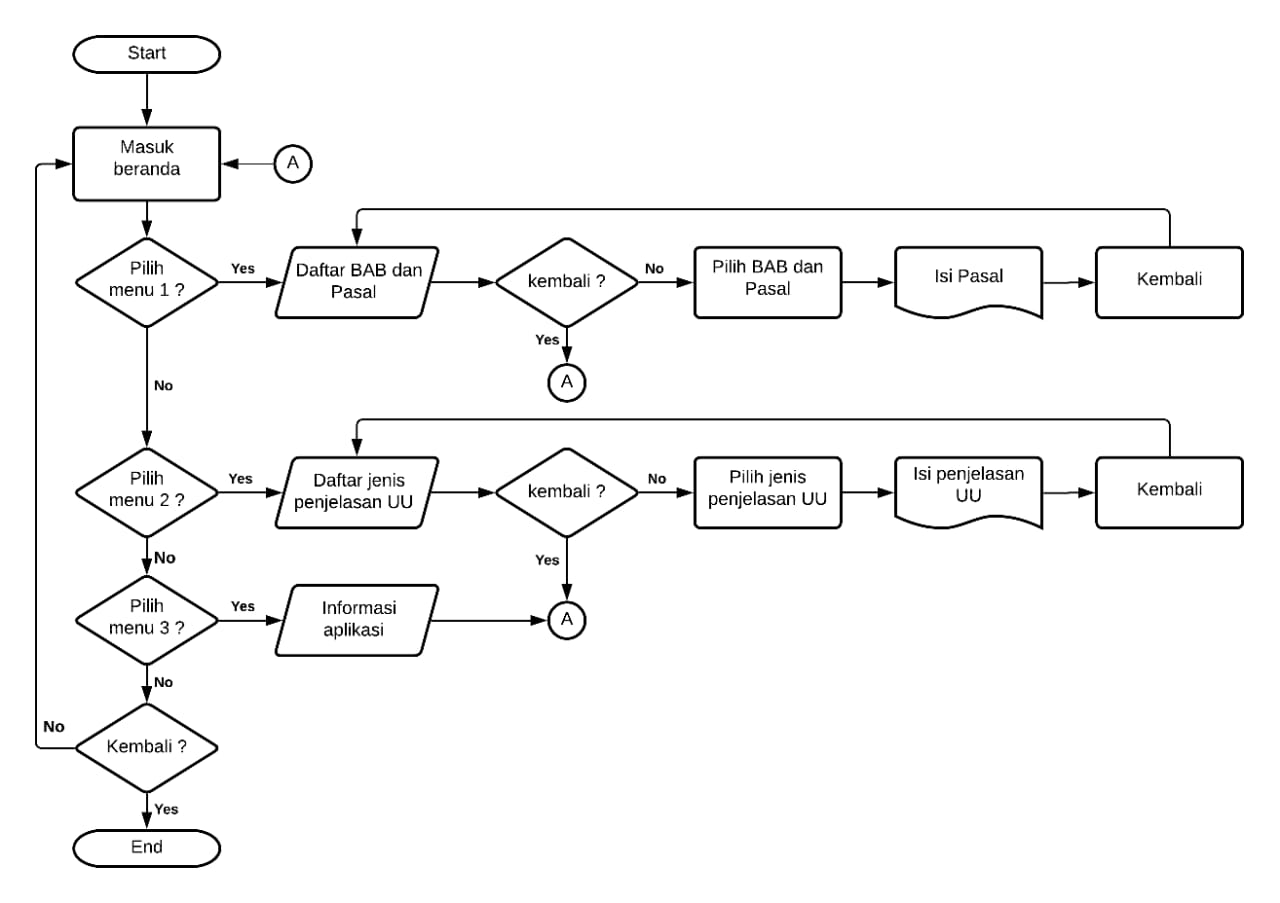 Start
Masuk
beranda
A
Pilih
menu 1 ?
Yes
Daftar BAB dan
Pasal
kembali ?
No
Pilih BAB dan
Pasal
Isi Pasal
Kembali
Yes
A
No
Pilih
menu 2 ?
Yes
Daftar jenis
penjelasan UU
kembali ?
No
Pilih jenis
penjelasan UU
Isi penjelasan
UU
Kembali
No
Yes
Pilih
menu 3 ?
Yes
Informasi
aplikasi
A
No
No
Kembali ?
Yes
End